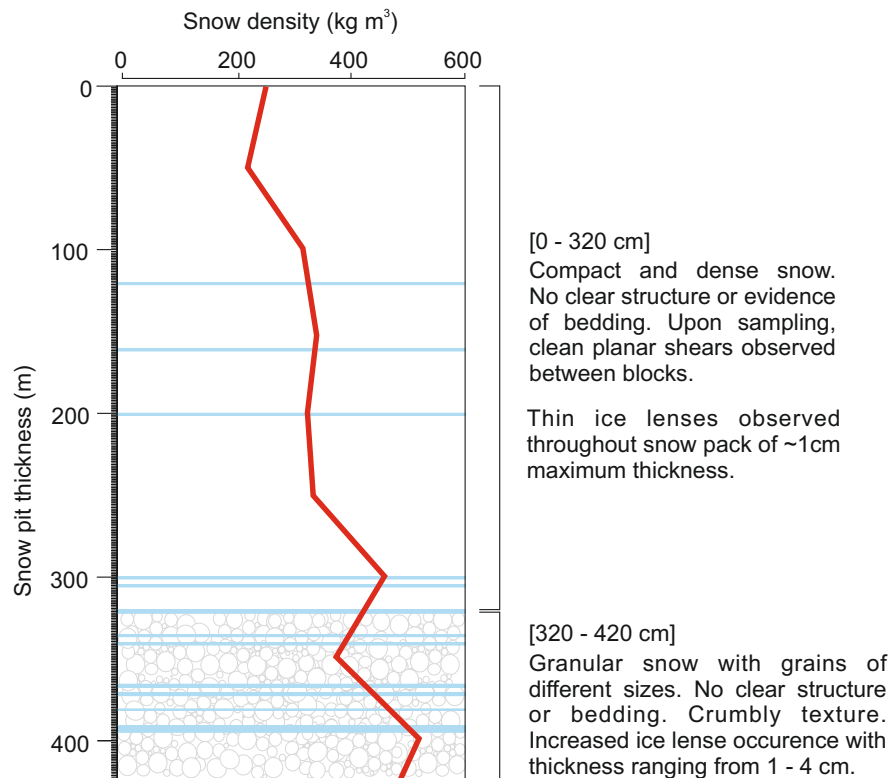 Snow density (kg m³)
0 200 400 600
0
100
200
300
400
Snow pit thickness (m)
[0 - 320 cm]
Compact and dense snow.
No clear structure or evidence
of bedding. Upon sampling,
clean planar shears observed
between blocks.
Thin ice lenses observed
throughout snow pack of ~1cm
maximum thickness.
[320 - 420 cm]
Granular snow with grains of
different sizes. No clear structure
or bedding. Crumbly texture.
Increased ice lense occurence with
thickness ranging from 1 - 4 cm.